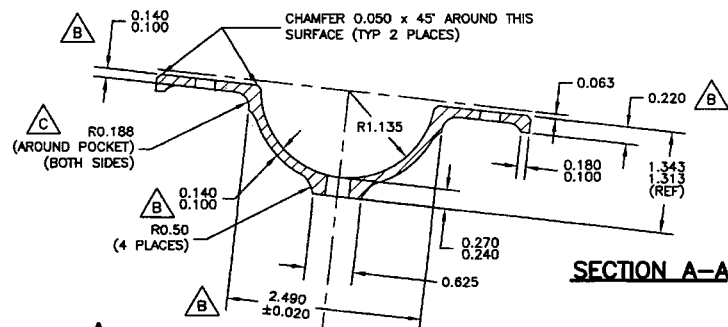 B
0.140
0.100
CHAMFER 0.050 x 45° AROUND THIS
SURFACE (TYP 2 PLACES)
0.063
0.220
B
C
R0.188
(AROUND POCKET)
(BOTH SIDES)
R1.135
0.180
0.100
1.343
1.313
(REF)
B
0.140
0.100
R0.50
(4 PLACES)
0.270
0.240
0.625
B
2.490
±0.020
SECTION A-A